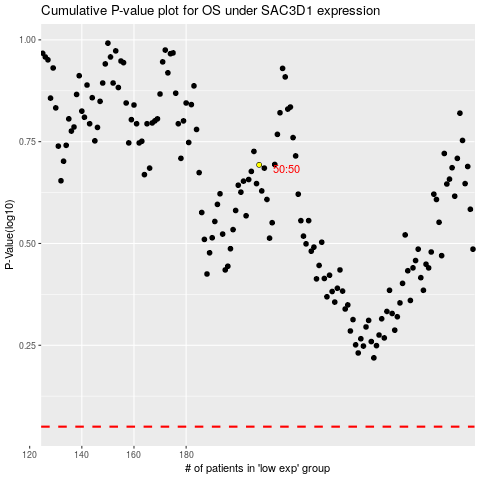 Cumulative P-value plot for OS under SAC3D1 expression
P-Value(log10)
1.00
0.75
0.50
0.25
50:50
120 140 160 180
# of patients in 'low exp' group